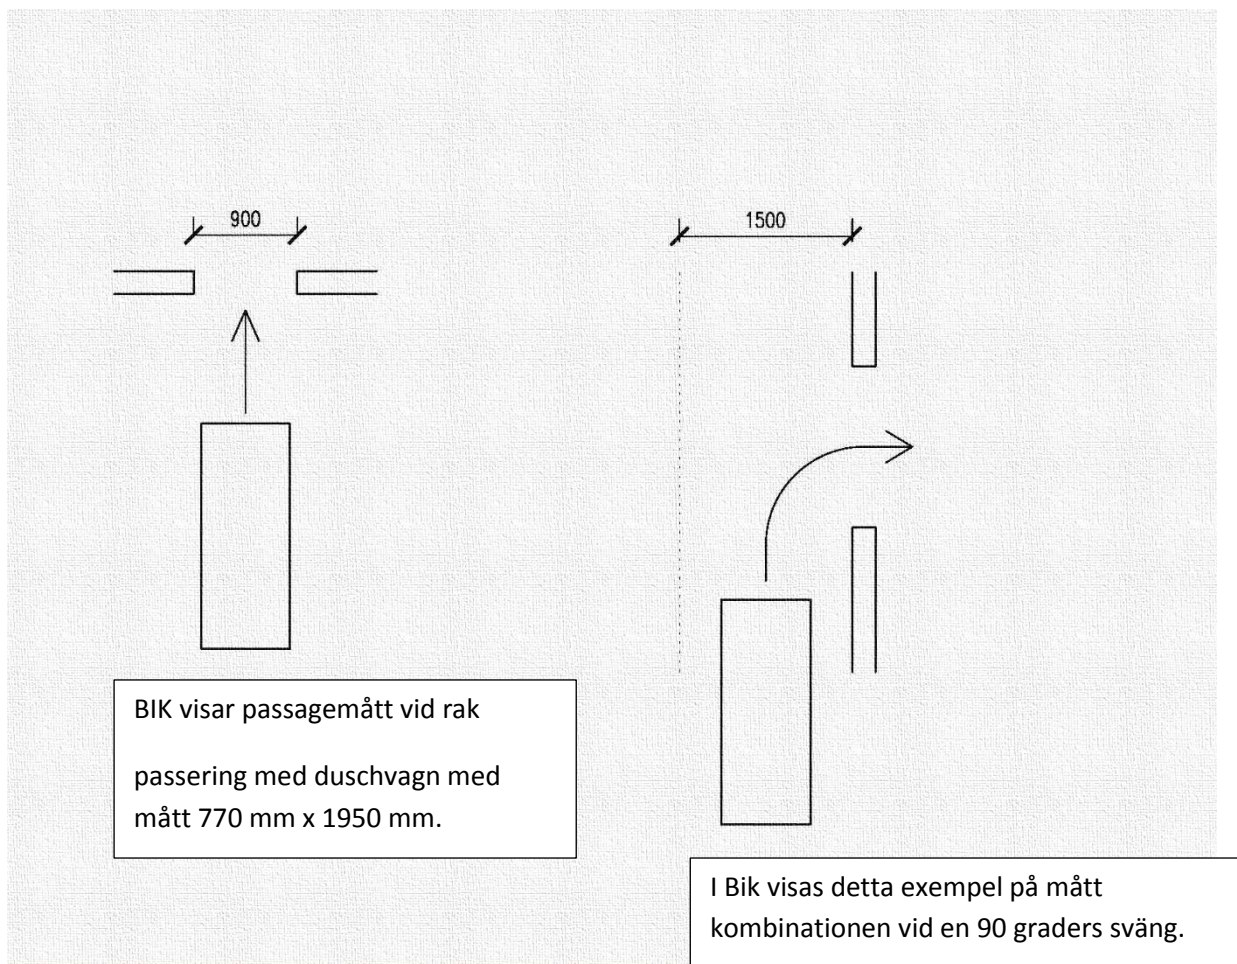 900
1500
BIK visar passagemått vid rak
passering med duschvagn med
mått 770 mm x 1950 mm.
I Bik visas detta exempel på mått
kombinationen vid en 90 graders sväng.